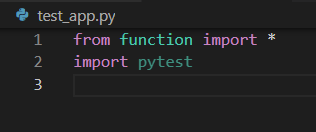 test_app.py
1 from function import *
2 import pytest
3